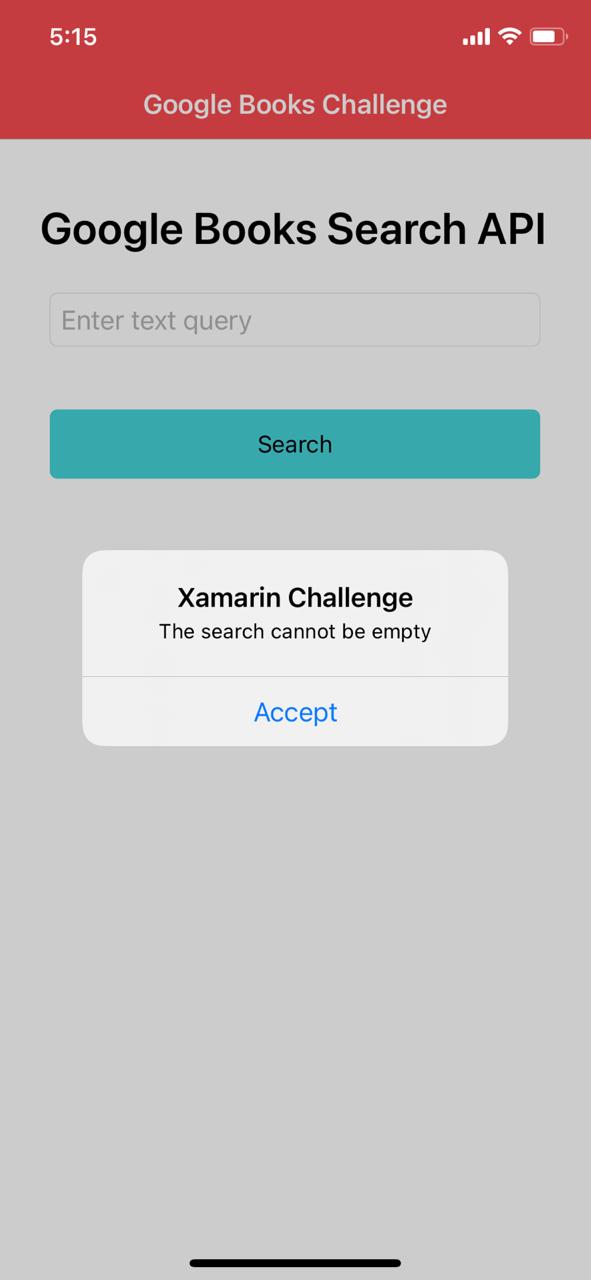 5:15
Google Books Challenge
Google Books Search API
Enter text query
Search
Xamarin Challenge
The search cannot be empty
Accept